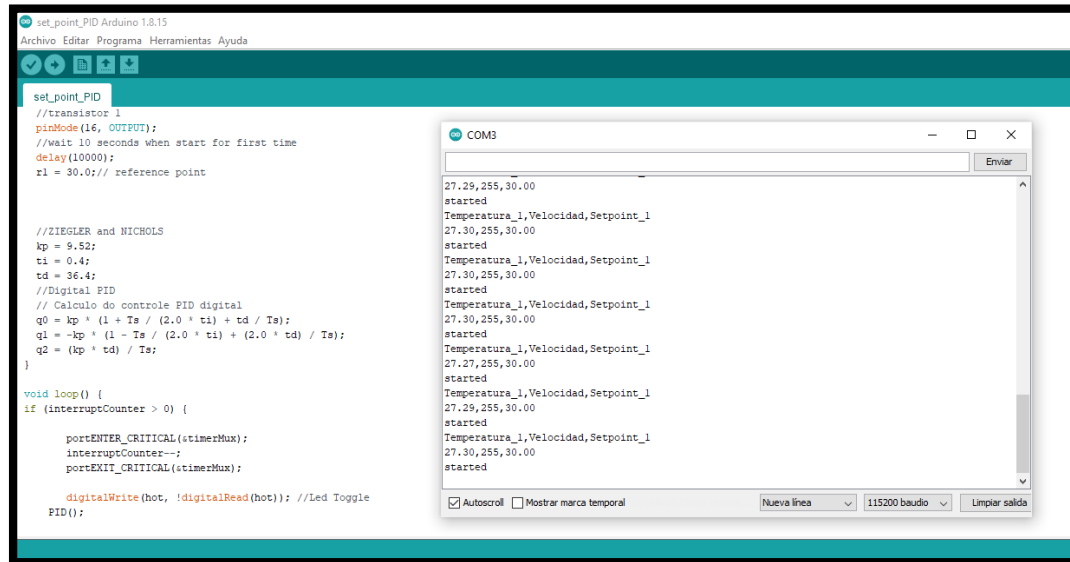 set_point_PID Arduino 1.8.15
Archivo Editar Programa Herramientas Ayuda
set_point_PID
//transistor 1
pinMode(16, OUTPUT);
//wait 10 seconds when start for first time
delay(10000);
r1 = 30.0;// reference point
//ZIEGLER and NICHOLS
kp = 9.52;
ti = 0.4;
td = 36.4;
//Digital PID
// Calculo do controle PID digital
q0 = kp * (1 + Ts / (2.0 * ti) + td / Ts);
q1 = -kp * (1 - Ts / (2.0 * ti) + (2.0 * td) / Ts);
q2 = (kp * td) / Ts;
}
void loop() {
if (interruptCounter > 0) {
portENTER_CRITICAL(&timerMux);
interruptCounter--;
portEXIT_CRITICAL(&timerMux);
digitalWrite(hot, !digitalRead(hot)); //Led Toggle
PID();
COM3
Enviar
27.29,255,30.00
started
Temperatura_1,Velocidad,Setpoint_1
27.30,255,30.00
started
Temperatura_1,Velocidad,Setpoint_1
27.30,255,30.00
started
Temperatura_1,Velocidad,Setpoint_1
27.30,255,30.00
started
Temperatura_1,Velocidad,Setpoint_1
27.27,255,30.00
started
Temperatura_1,Velocidad,Setpoint_1
27.29,255,30.00
started
Temperatura_1,Velocidad,Setpoint_1
27.30,255,30.00
started
Autoscroll Mostrar marca temporal Nueva línea 115200 baudio Limpiar salida